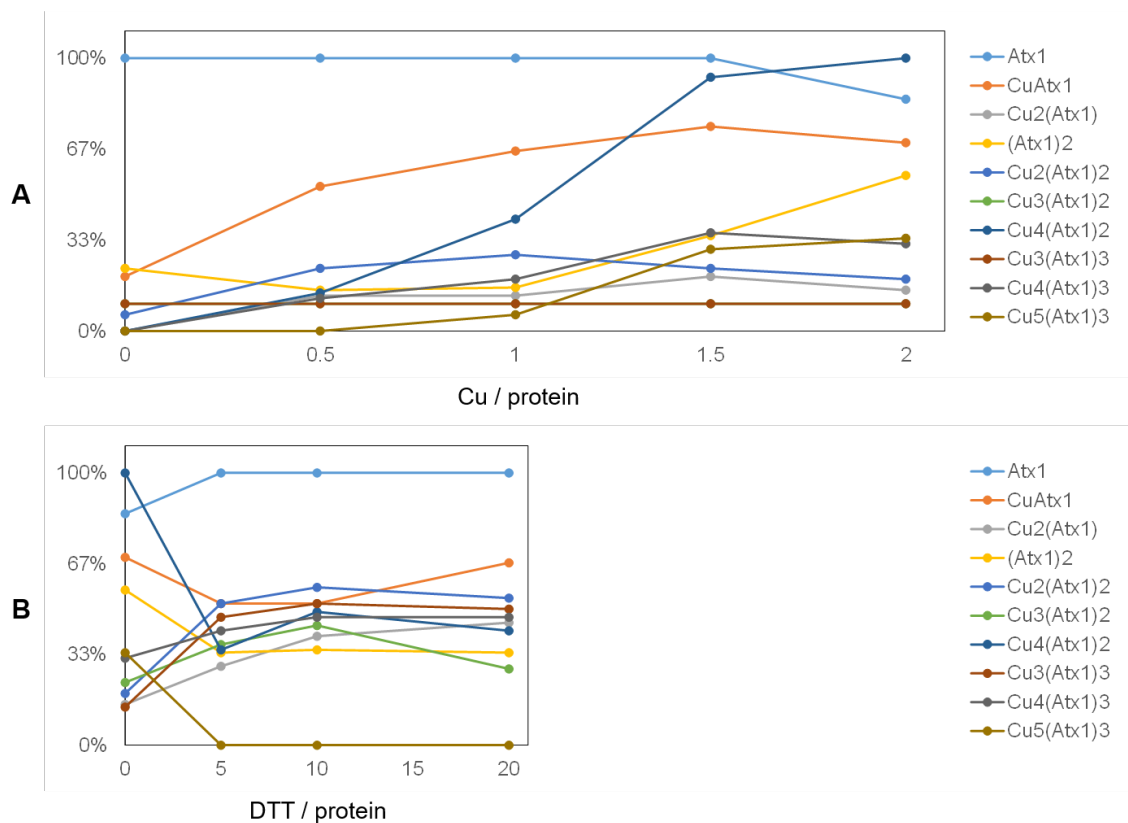 A
100%
67%
33%
0%
0 0.5 1 1.5 2
Cu / protein
Atx1
CuAtx1
Cu2(Atx1)
(Atx1)2
Cu2(Atx1)2
Cu3(Atx1)2
Cu4(Atx1)2
Cu3(Atx1)3
Cu4(Atx1)3
Cu5(Atx1)3
B
100%
67%
33%
0%
0 5 10 15 20
DTT / protein
Atx1
CuAtx1
Cu2(Atx1)
(Atx1)2
Cu2(Atx1)2
Cu3(Atx1)2
Cu4(Atx1)2
Cu3(Atx1)3
Cu4(Atx1)3
Cu5(Atx1)3